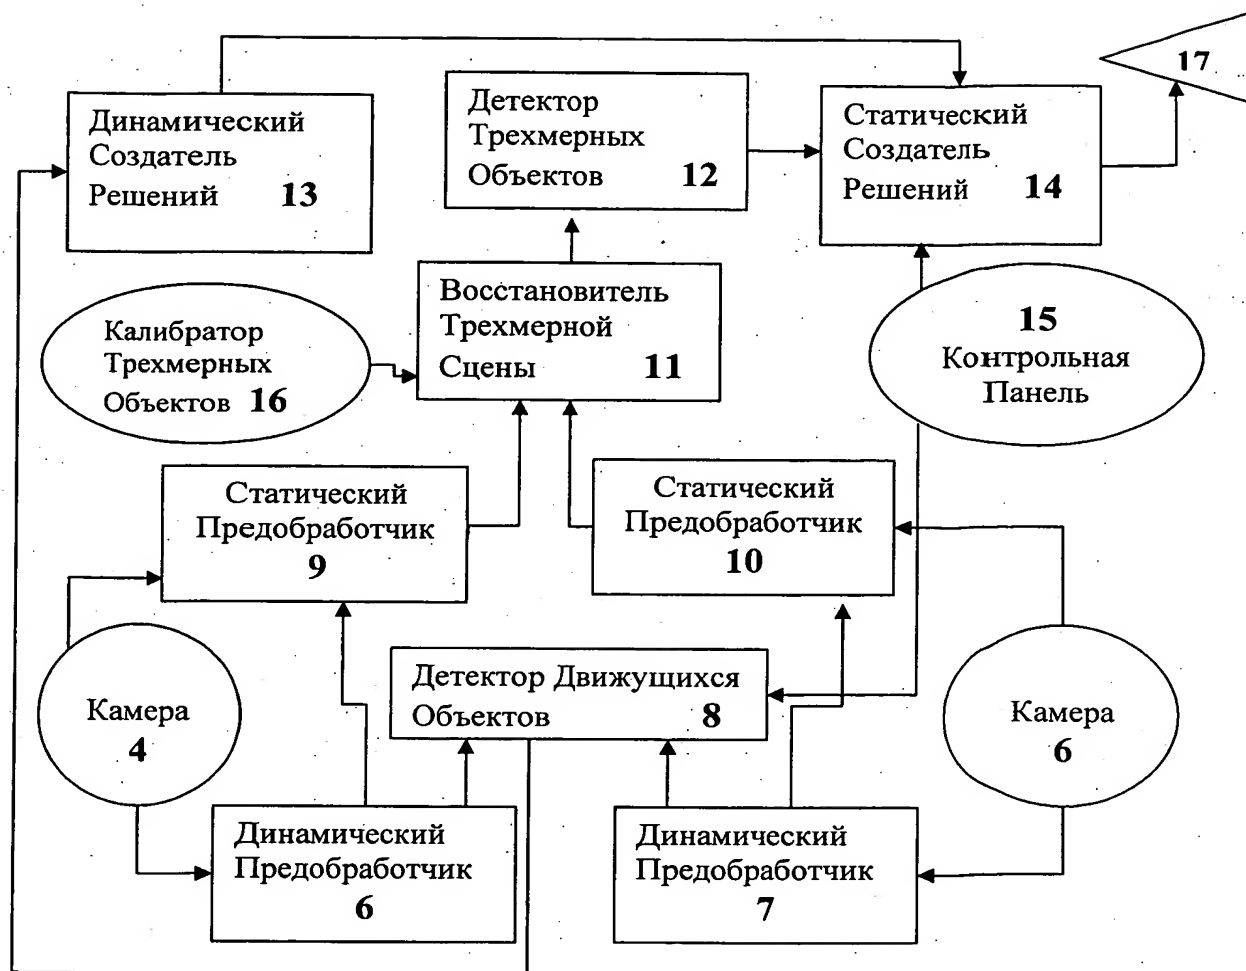 17
Динамический
Создатель
Решений 13
Детектор
Трехмерных
Объектов 12
Статический
Создатель
Решений 14
Калибратор
Трехмерных
Объектов 16
Восстановитель
Трехмерной
Сцены 11
15
Контрольная
Панель
Статический
Предобработчик
9
Статический
Предобработчик
10
Камера
4
Детектор Движущихся
Объектов 8
Камера
6
Динамический
Предобработчик
6
Динамический
Предобработчик
7